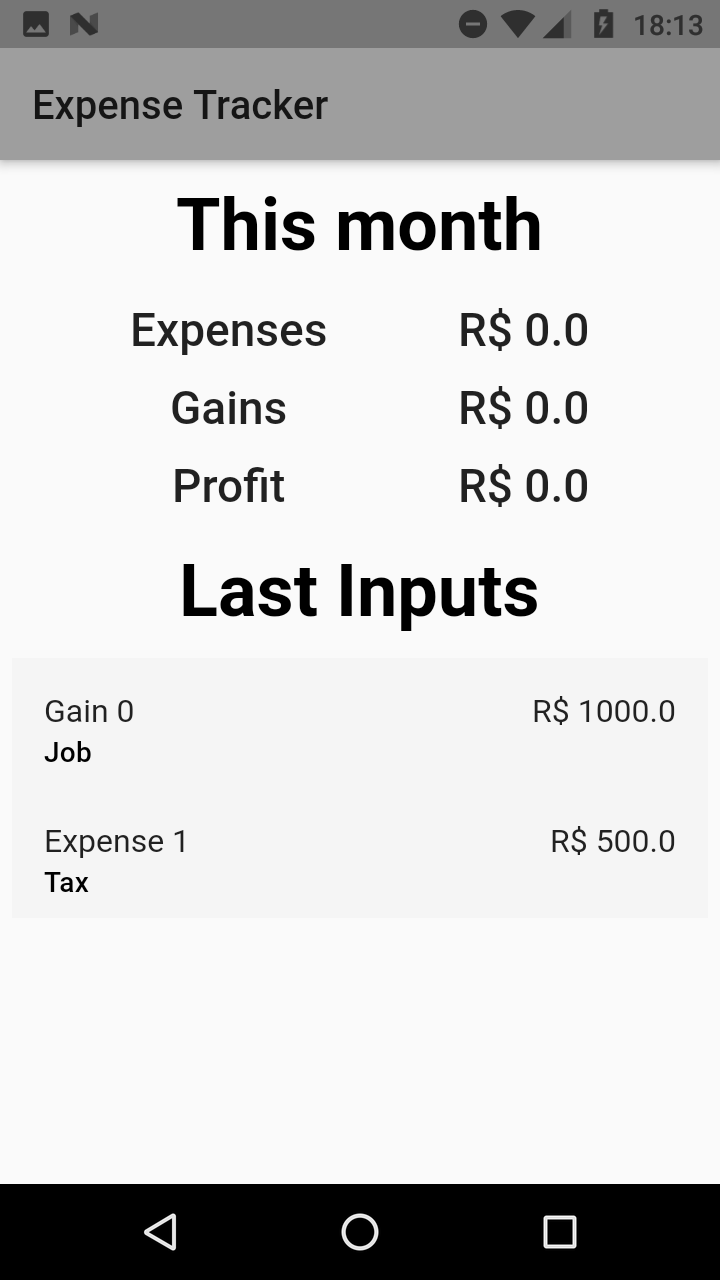 18:13
Expense Tracker
This month
Expenses R$ 0.0
Gains R$ 0.0
Profit R$ 0.0
Last Inputs
Gain 0 R$ 1000.0
Job
Expense 1 R$ 500.0
Tax